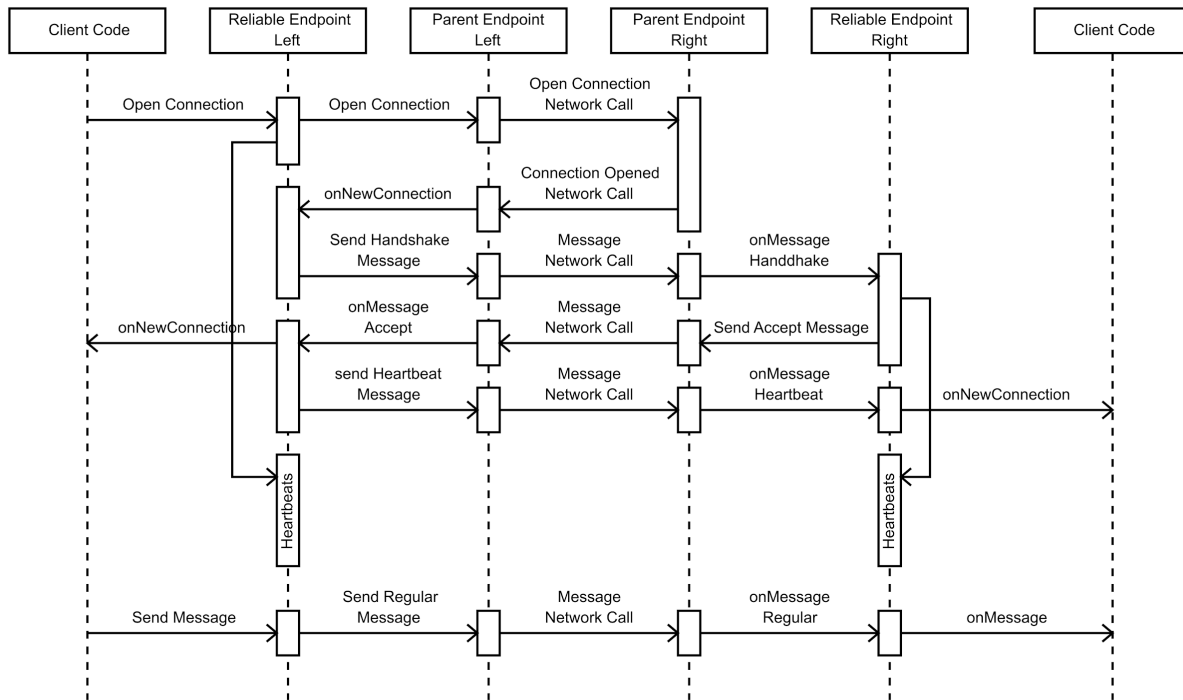 Client Code
Reliable Endpoint
Left
Parent Endpoint
Left
Parent Endpoint
Right
Reliable Endpoint
Right
Client Code
Open Connection
Open Connection
Open Connection
Network Call
Connection Opened
Network Call
onNewConnection
Send Handshake
Message
Message
Network Call
onMessage
Handdhake
onNewConnection
onMessage
Accept
Message
Network Call
Send Accept Message
send Heartbeat
Message
Message
Network Call
onMessage
Heartbeat
onNewConnection
Heartbeats
Heartbeats
Send Message
Send Regular
Message
Message
Network Call
onMessage
Regular
onMessage